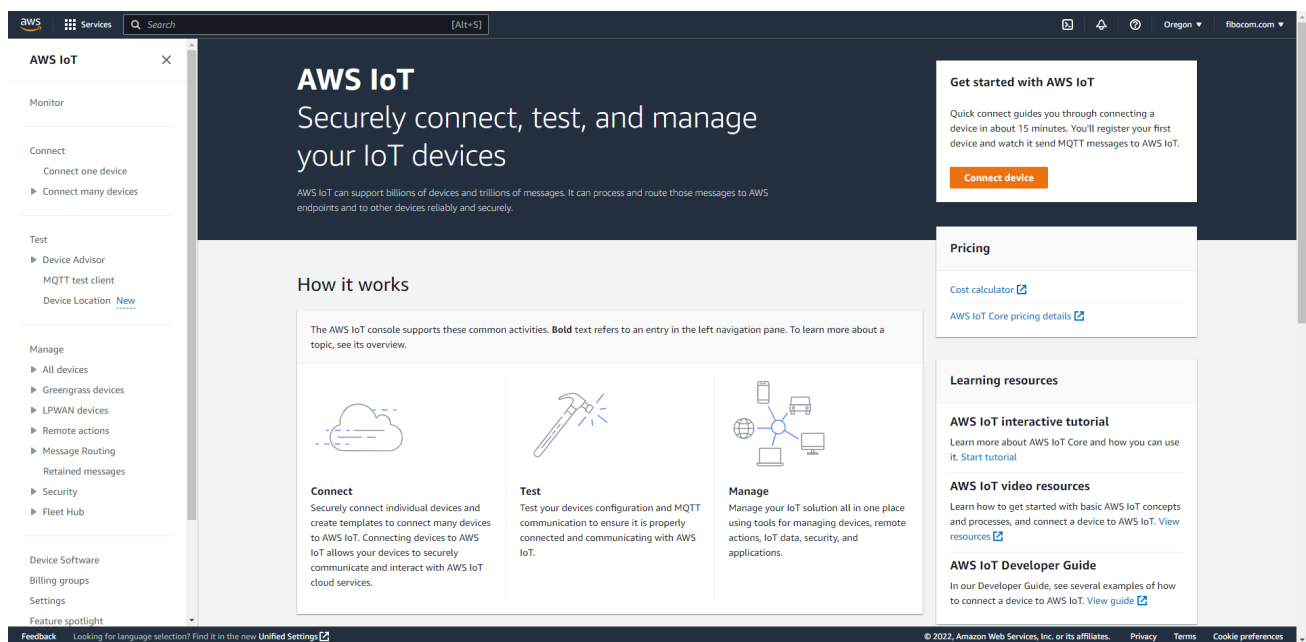 aws
Services
Search
[Alt+S]
Oregon
fibocom.com
AWS IoT
Monitor
Connect
Connect one device
Connect many devices
Test
Device Advisor
MQTT test client
Device Location New
Manage
All devices
Greengrass devices
LPWAN devices
Remote actions
Message Routing
Retained messages
Security
Fleet Hub
Device Software
Billing groups
Settings
Feature spotlight
AWS IoT
Securely connect, test, and manage
your IoT devices
AWS IoT can support billions of devices and trillions of messages. It can process and route those messages to AWS
endpoints and to other devices reliably and securely.
How it works
The AWS IoT console supports these common activities. Bold text refers to an entry in the left navigation pane. To learn more about a
topic, see its overview.
Connect
Securely connect individual devices and
create templates to connect many devices
to AWS IoT. Connecting devices to AWS
IoT allows your devices to securely
communicate and interact with AWS IoT
cloud services.
Test
Test your devices configuration and MQTT
communication to ensure it is properly
connected and communicating with AWS
IoT.
Manage
Manage your IoT solution all in one place
using tools for managing devices, remote
actions, IoT data, security, and
applications.
Get started with AWS IoT
Quick connect guides you through connecting a
device in about 15 minutes. You'll register your first
device and watch it send MQTT messages to AWS IoT.
Connect device
Pricing
Cost calculator
AWS IoT Core pricing details
Learning resources
AWS IoT interactive tutorial
Learn more about AWS IoT Core and how you can use
it. Start tutorial
AWS IoT video resources
Learn how to get started with basic AWS IoT concepts
and processes, and connect a device to AWS IoT. View
resources
AWS IoT Developer Guide
In our Developer Guide, see several examples of how
to connect a device to AWS IoT. View guide
Feedback
Looking for language selection? Find it in the new Unified Settings
© 2022, Amazon Web Services, Inc. or its affiliates.
Privacy
Terms
Cookie preferences